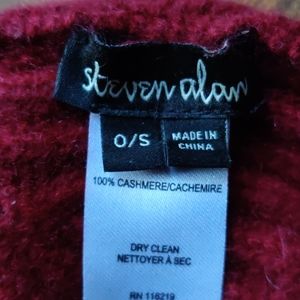 steven alan
O/S
MADE IN
CHINA
100% CASHMERE/CACHEMIRE
DRY CLEAN
NETTOYER À SEC
RN 116219